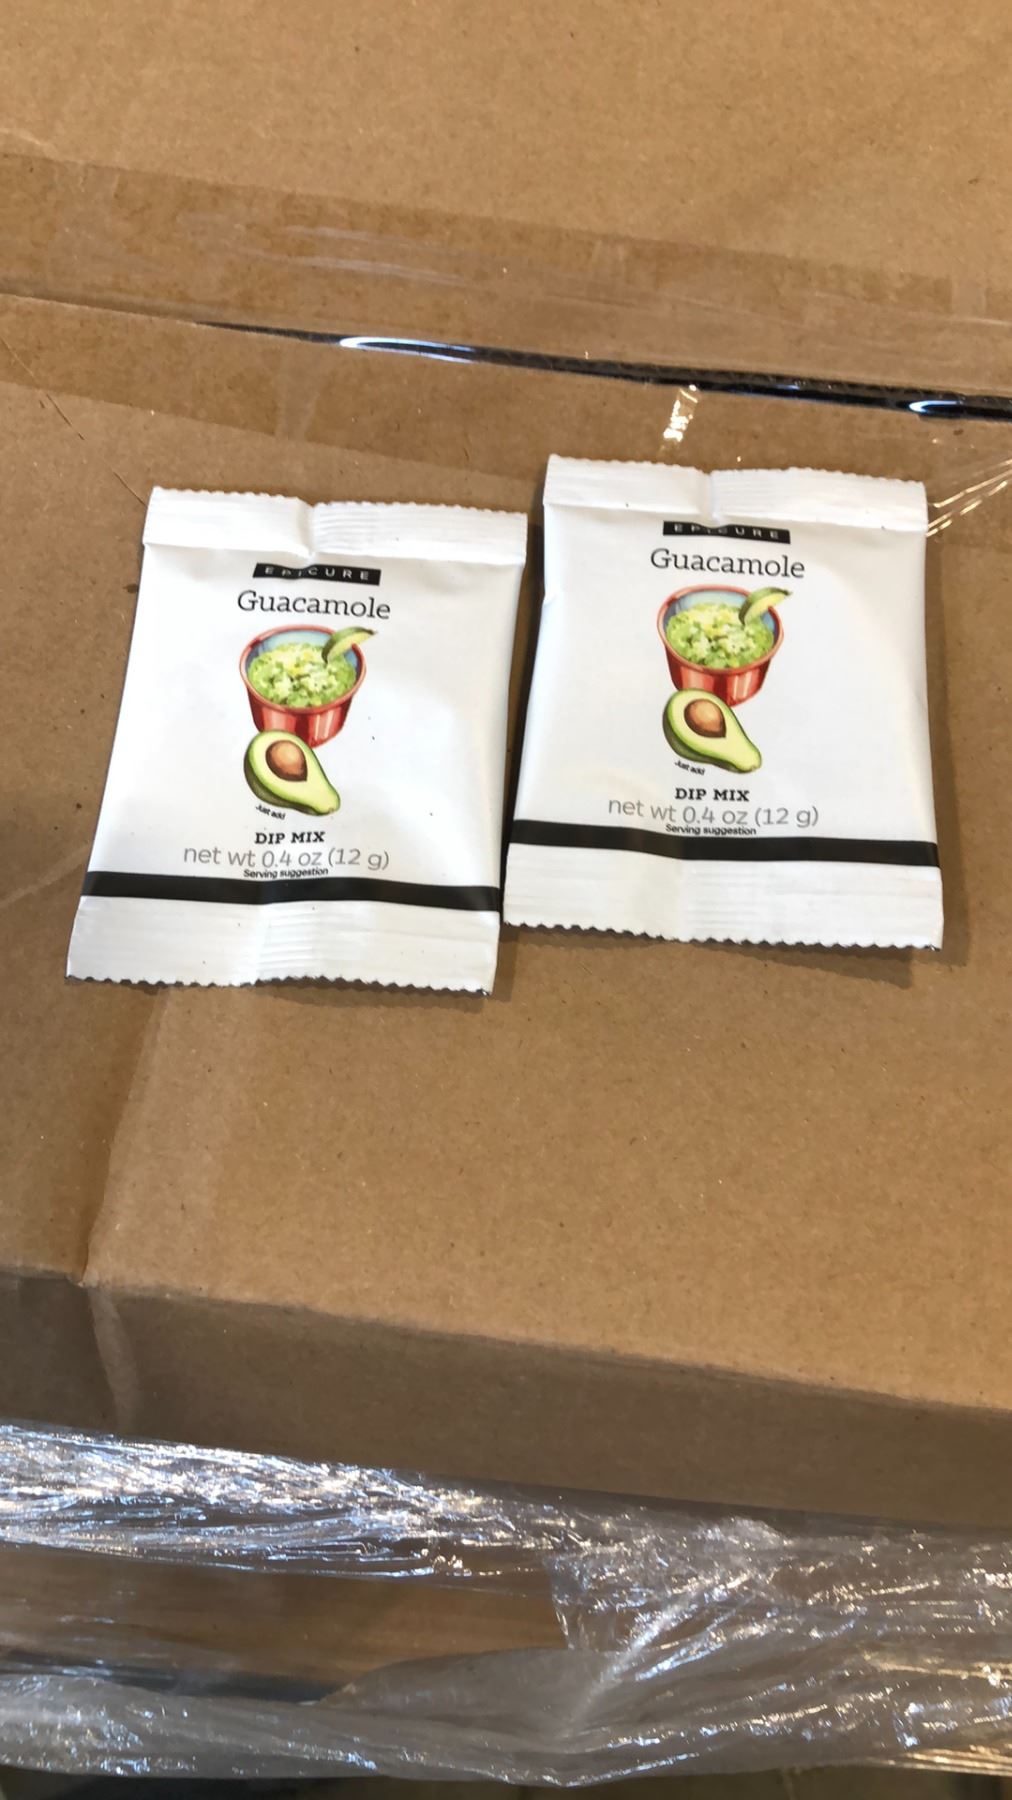 EPICURE
Guacamole
Just add
DIP MIX
net wt 0.4 oz (12 g)
Serving suggestion
EPICURE
Guacamole
Just add
DIP MIX
net wt 0.4 oz (12 g)
Serving suggestion